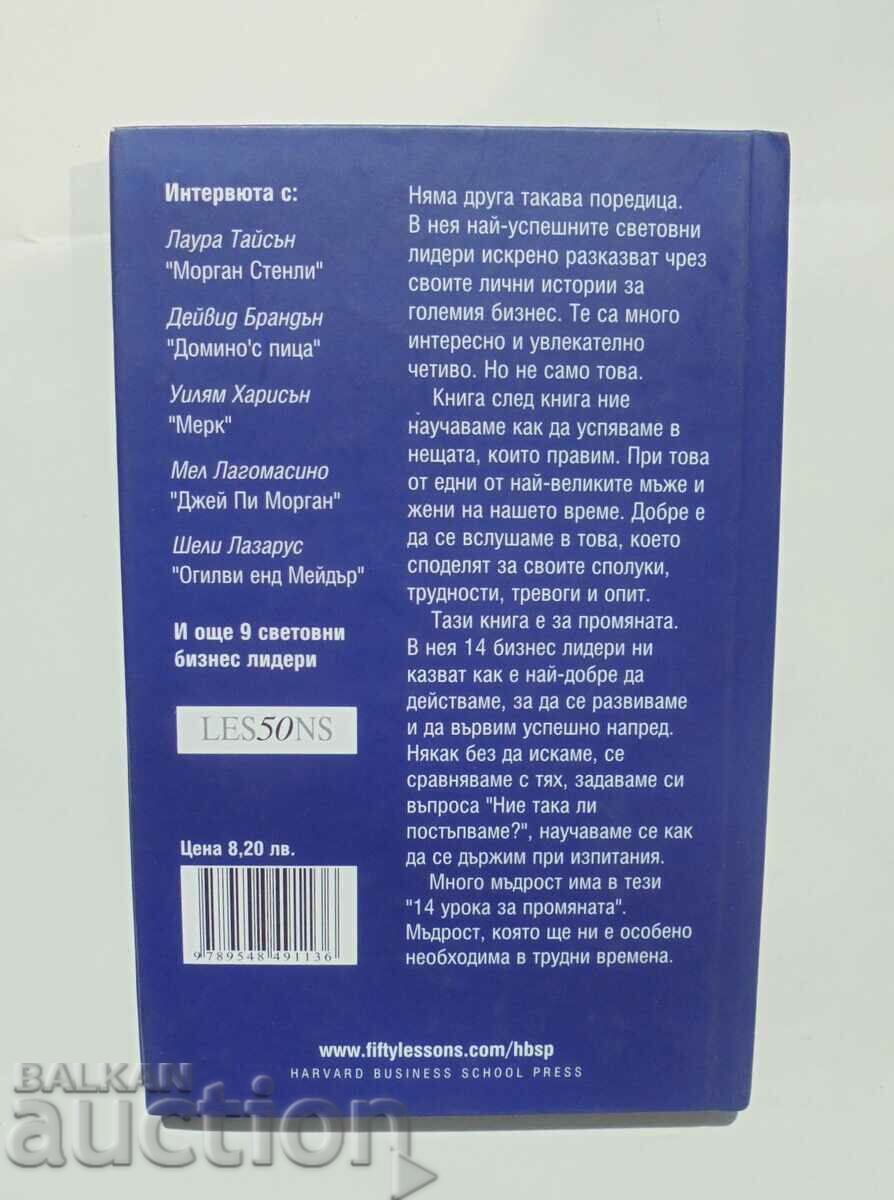 Интервюта с:
Лаура Тайсън
"Морган Стенли"
Дейвид Брандън
"Домино'с пица"
Уилям Харисън
"Мерк"
Мел Лагомасино
"Джей Пи Морган"
Шели Лазарус
"Огилви енд Мейдър"
И още 9 световни
бизнес лидери
LES50NS
Цена 8,20 лв.
9 789548 491136
Няма друга такава поредица.
В нея най-успешните световни
лидери искрено разказват чрез
своите лични истории за
големия бизнес. Те са много
интересно и увлекателно
четиво. Но не само това.
Книга след книга ние
научаваме как да успяваме в
нещата, които правим. При това
от едни от най-великите мъже и
жени на нашето време. Добре е
да се вслушаме в това, което
споделят за своите сполуки,
трудности, тревоги и опит.
Тази книга е за промяната.
В нея 14 бизнес лидери ни
казват как е най-добре да
действаме, за да се развиваме
и да вървим успешно напред.
Някак без да искаме, се
сравняваме с тях, задаваме си
въпроса "Ние така ли
постъпваме?", научаваме се как
да се държим при изпитания.
Много мъдрост има в тези
"14 урока за промяната".
Мъдрост, която ще ни е особено
необходима в трудни времена.
www.fiftylessons.com/hbsp
HARVARD BUSINESS SCHOOL PRESS
BALKAN
auction